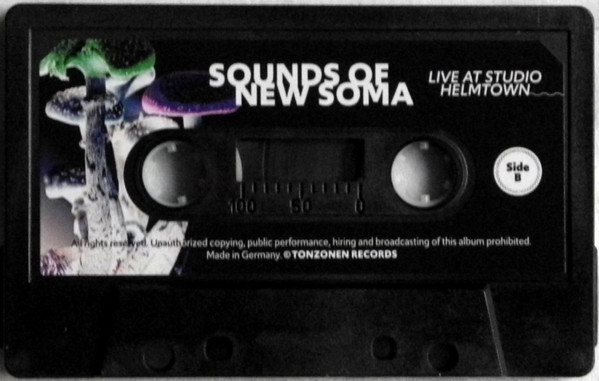 SOUNDS OF
NEW SOMA
LIVE AT STUDIO
HELMTOWN
Side
B
100 50 0
All rights reserved. Unauthorized copying, public performance, hiring and broadcasting of this album prohibited.
Made in Germany. ©TONZONEN RECORDS